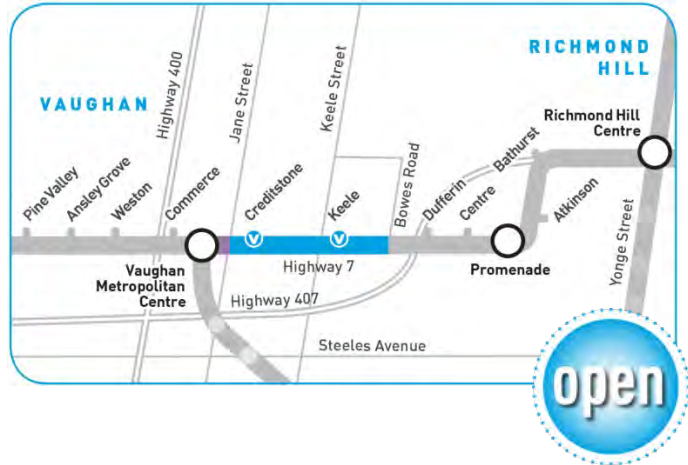 RICHMOND
HILL
VAUGHAN
Highway 400
Jane Street
Keele Street
Richmond Hill
Centre
Pine Valley
Ansley Grove
Weston
Commerce
Creditstone
Keele
Bowes Road
Dufferin
Centre
Bathurst
Atkinson
Yonge Street
V
V
Vaughan
Metropolitan
Centre
Highway 7
Promenade
Highway 407
Steeles Avenue
open